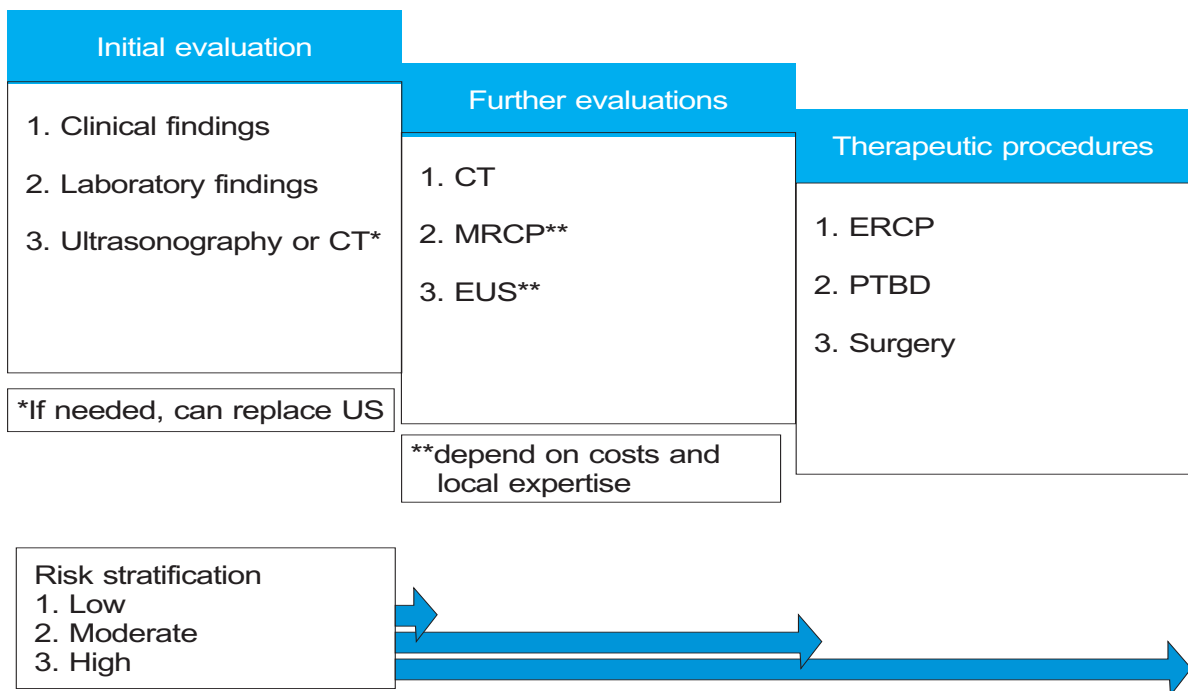 Initial evaluation
1. Clinical findings
2. Laboratory findings
3. Ultrasonography or CT*
*If needed, can replace US
Further evaluations
1. CT
2. MRCP**
3. EUS**
**depend on costs and
local expertise
Therapeutic procedures
1. ERCP
2. PTBD
3. Surgery
Risk stratification
1. Low
2. Moderate
3. High